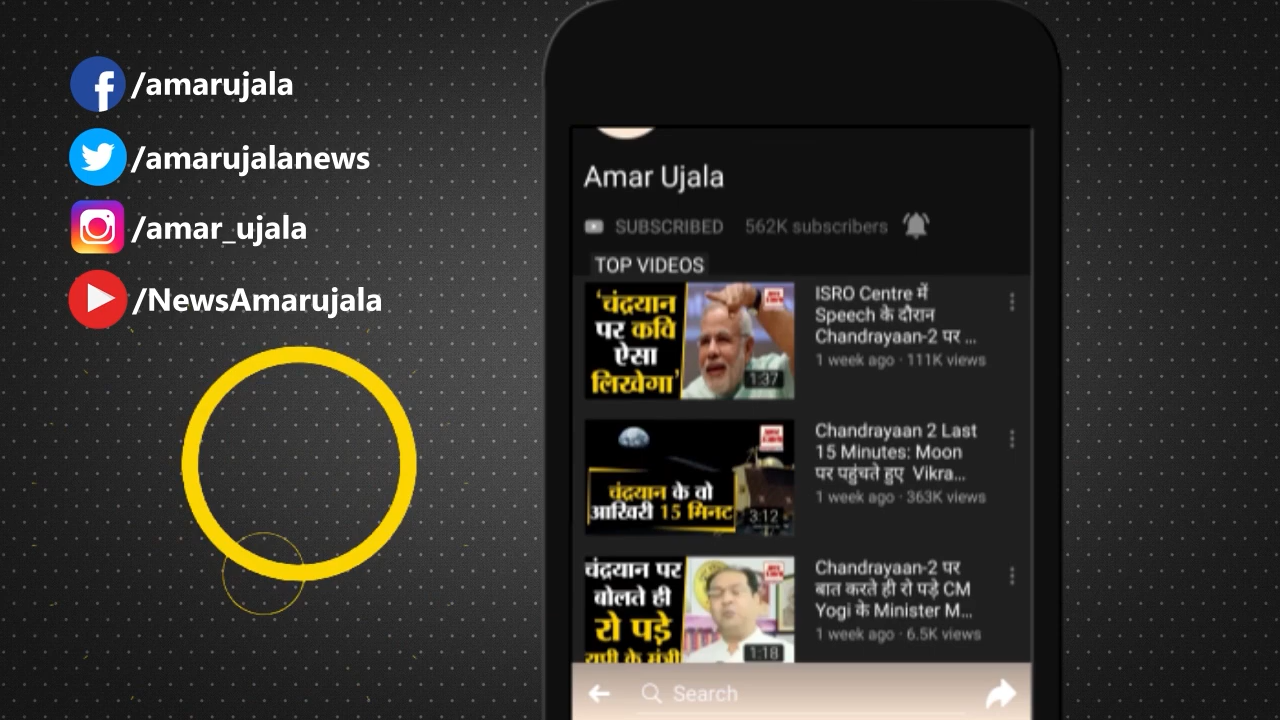 /amarujala
/amarujalanews
/amar_ujala
/NewsAmarujala
Amar Ujala
SUBSCRIBED 562K subscribers
TOP VIDEOS
'चंद्रयान
पर कवि
ऐसा
लिखेगा'
1:37
ISRO Centre में
Speech के दौरान
Chandrayaan-2 पर ...
1 week ago · 111K views
चंद्रयान के वो
आखिरी 15 मिनट
3:12
Chandrayaan 2 Last
15 Minutes: Moon
पर पहुंचते हुए Vikra...
1 week ago · 363K views
चंद्रयान पर
बोलते ही
रो पड़े
यूपी के मंत्री
1:18
Chandrayaan-2 पर
बात करते ही रो पड़े CM
Yogi के Minister M...
1 week ago · 6.5K views
Search